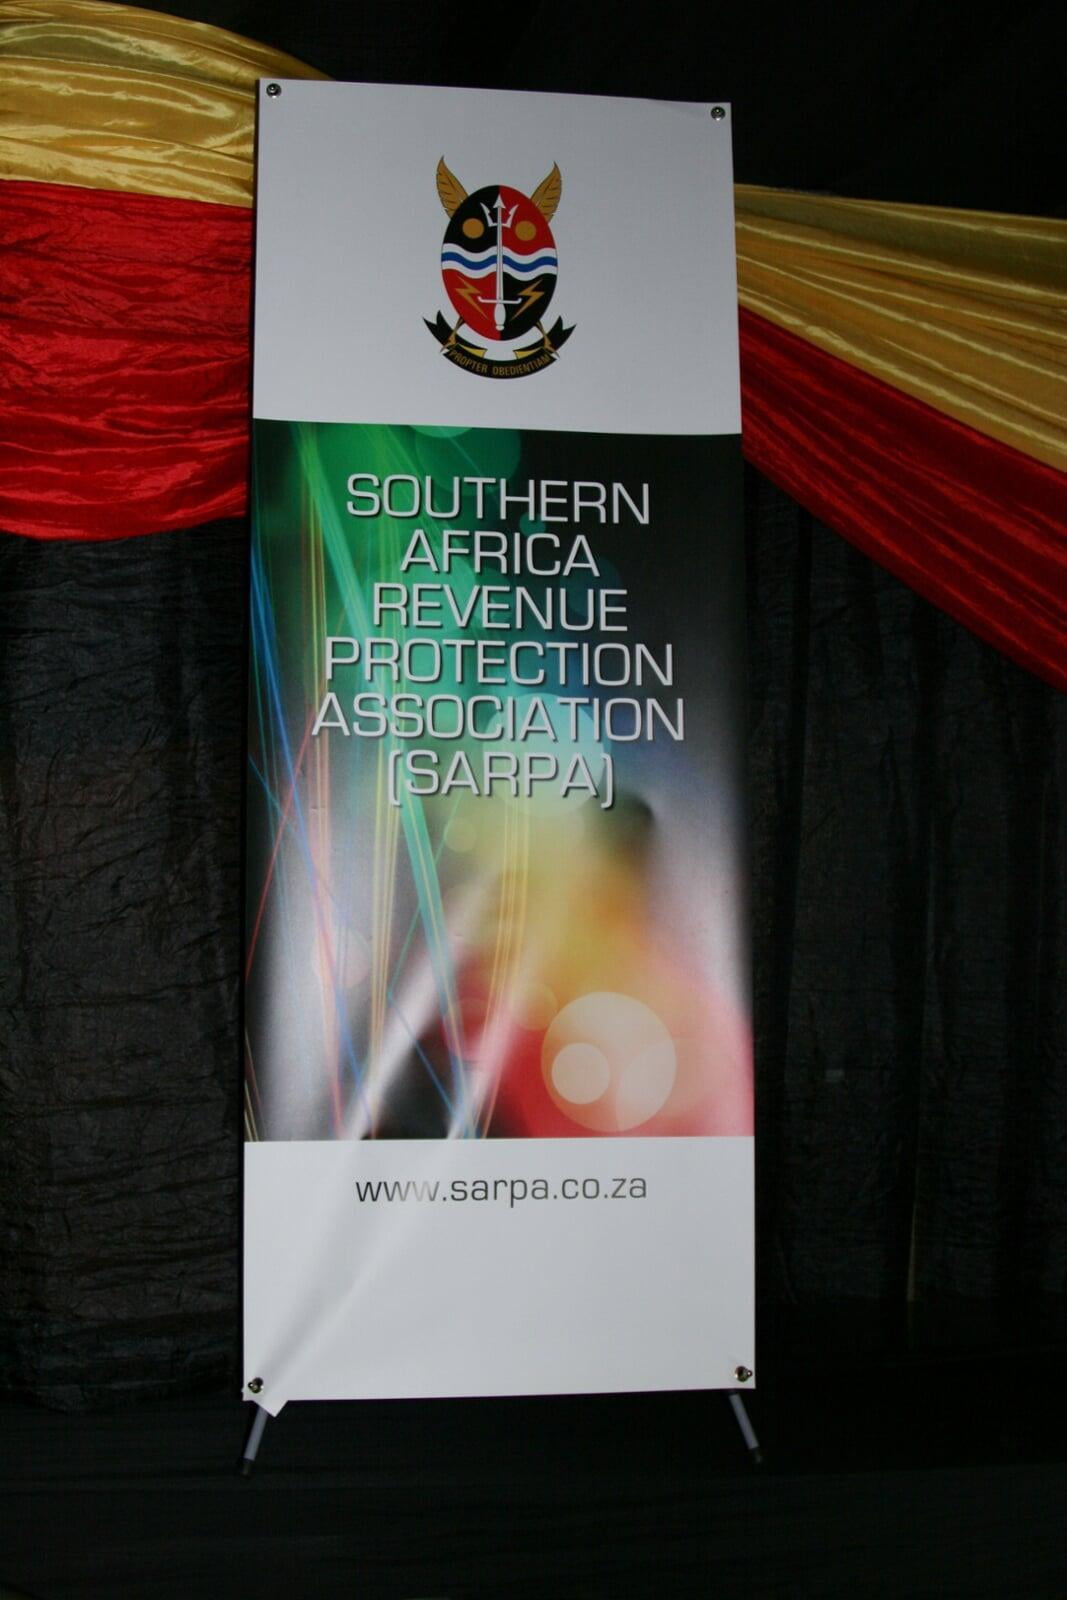 PROPTER OBEDIENTIAM
SOUTHERN
AFRICA
REVENUE
PROTECTION
ASSOCIATION
(SARPA)
www.sarpa.co.za